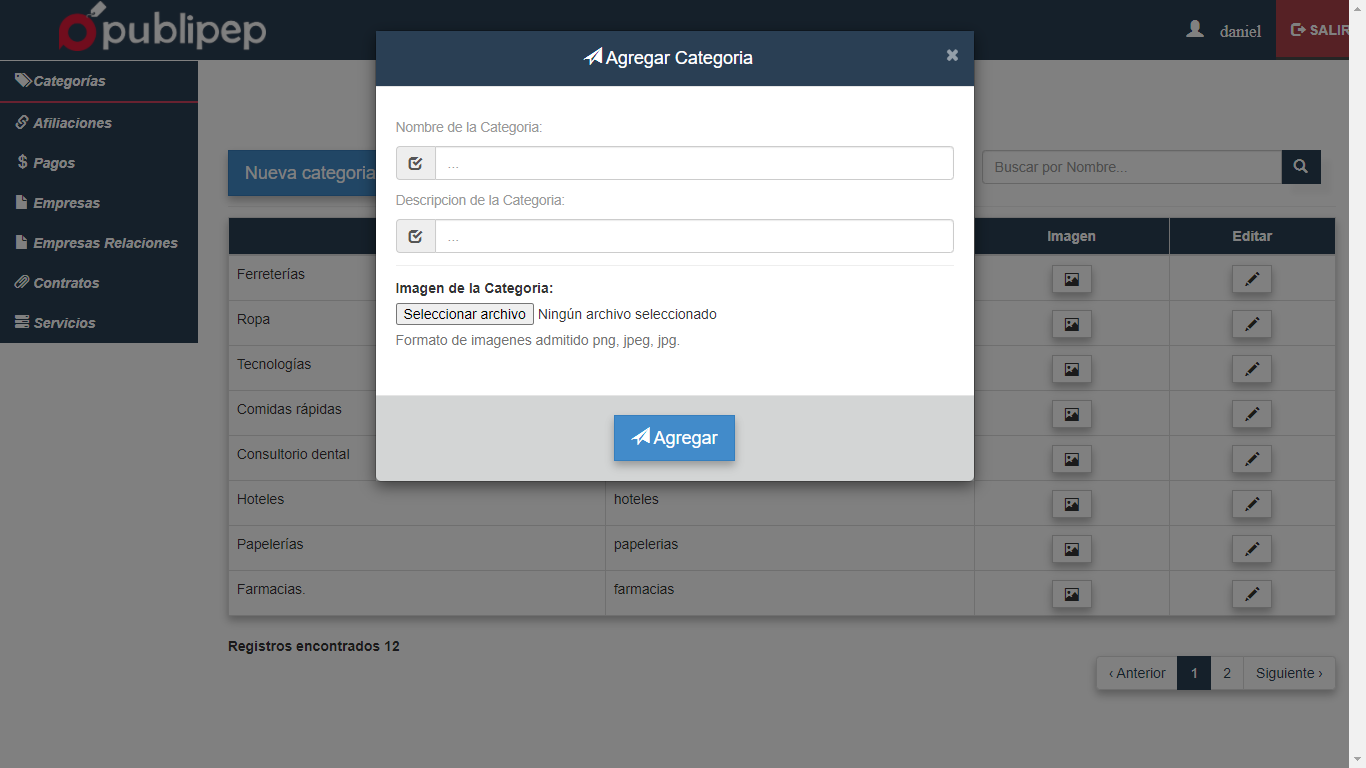 publipep
daniel
SALIR
Agregar Categoria
×
Categorías
Afiliaciones
Pagos
Empresas
Empresas Relaciones
Contratos
Servicios
Nombre de la Categoria:
...
Descripcion de la Categoria:
...
Imagen de la Categoria:
Seleccionar archivo Ningún archivo seleccionado
Formato de imagenes admitido png, jpeg, jpg.
Agregar
Nueva categoria
Buscar por Nombre...
Imagen Editar
Ferreterías
Ropa
Tecnologías
Comidas rápidas
Consultorio dental
Hoteles hoteles
Papelerías papelerias
Farmacias. farmacias
Registros encontrados 12
‹ Anterior 1 2 Siguiente ›